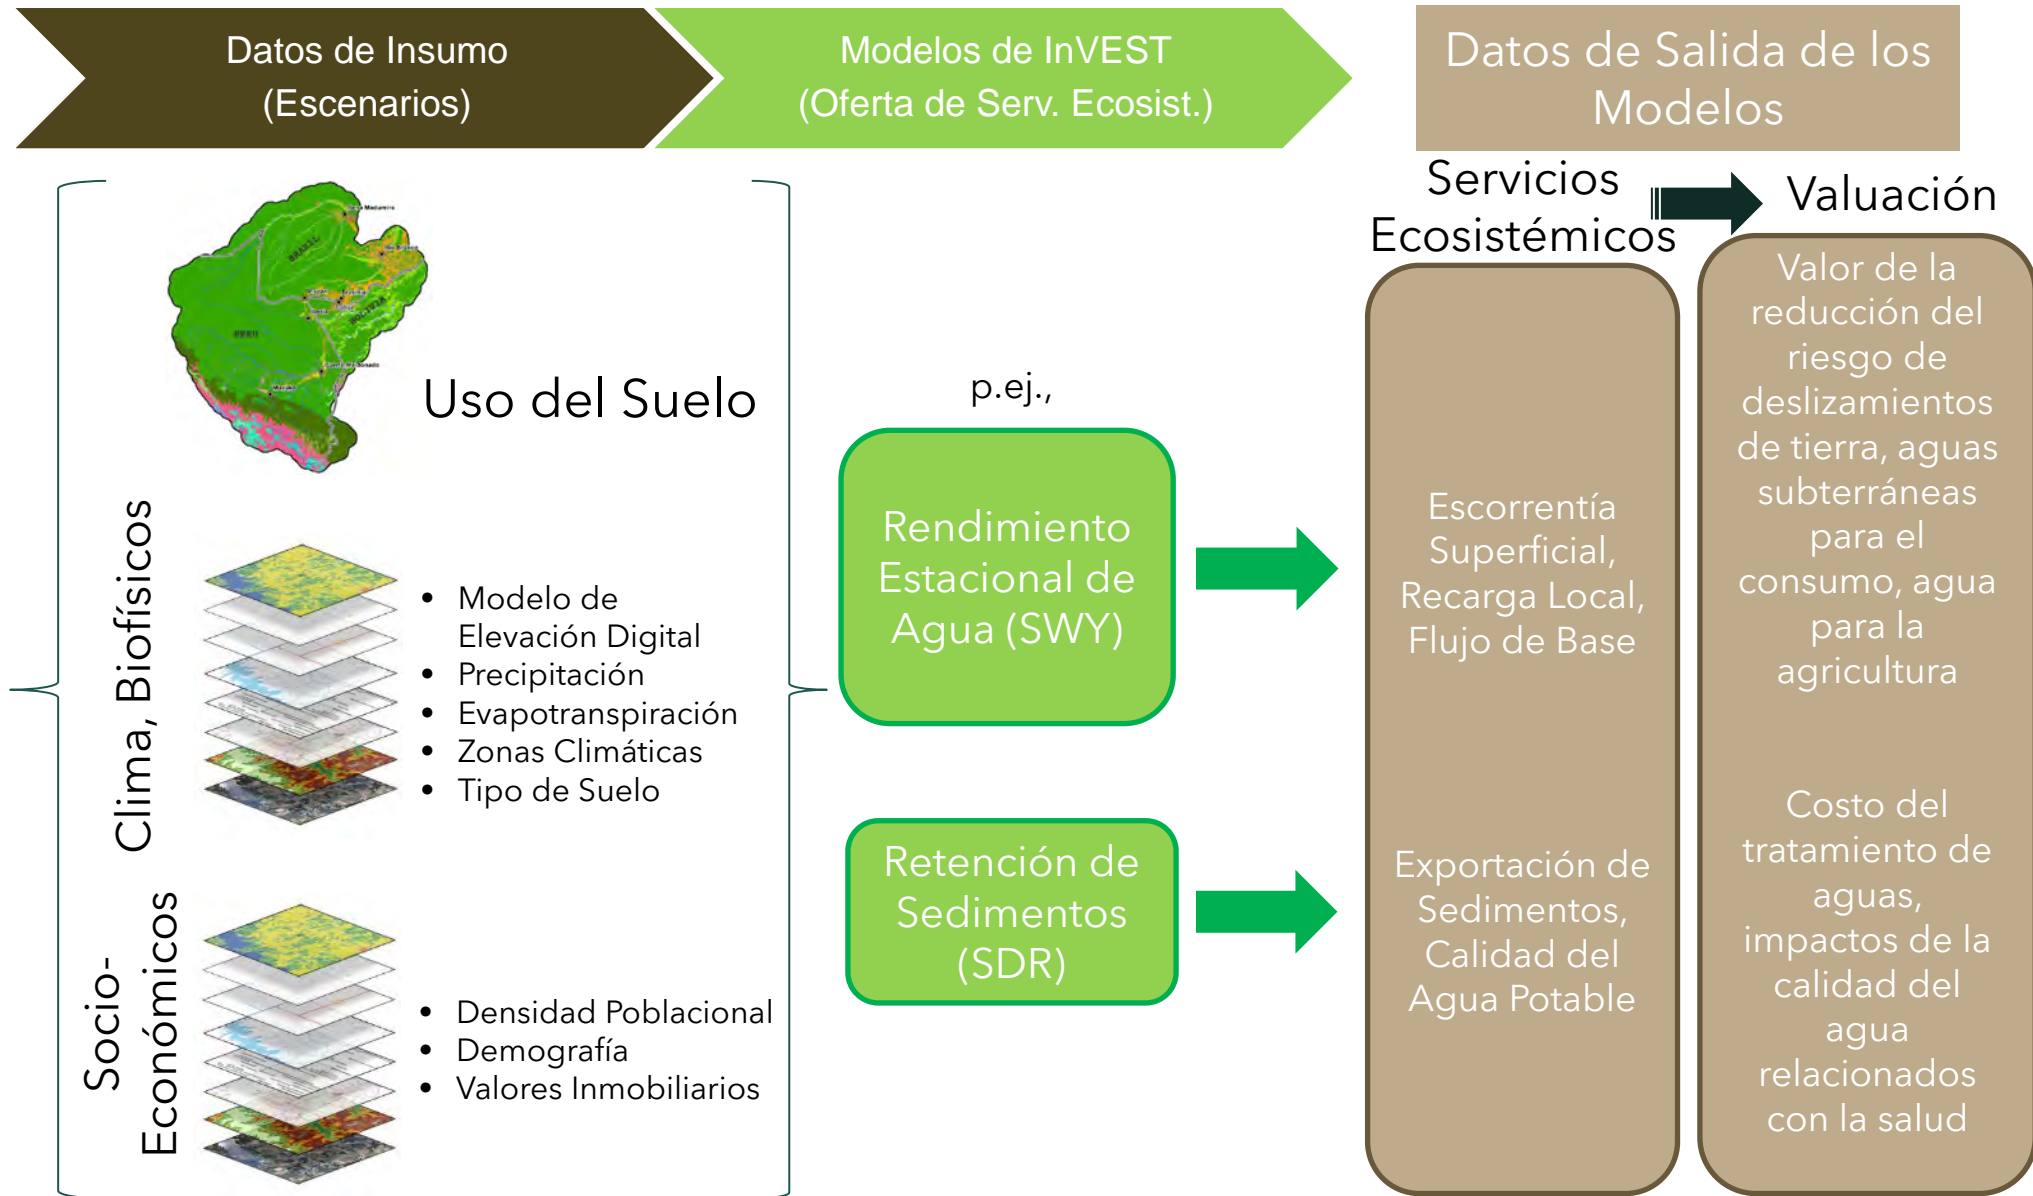 Datos de Insumo
(Escenarios)
Modelos de InVEST
(Oferta de Serv. Ecosist.)
Datos de Salida de los
Modelos
Servicios
Ecosistémicos
Valuación
BRASIL
BOLIVIA
PERU
Uso del Suelo
Clima, Biofísicos
• Modelo de
Elevación Digital
• Precipitación
• Evapotranspiración
• Zonas Climáticas
• Tipo de Suelo
Socio-
Económicos
• Densidad Poblacional
• Demografía
• Valores Inmobiliarios
p.ej.,
Rendimiento
Estacional de
Agua (SWY)
Retención de
Sedimentos
(SDR)
Escorrentía
Superficial,
Recarga Local,
Flujo de Base
Exportación de
Sedimentos,
Calidad del
Agua Potable
Valor de la
reducción del
riesgo de
deslizamientos
de tierra, aguas
subterráneas
para el
consumo, agua
para la
agricultura
Costo del
tratamiento de
aguas,
impactos de la
calidad del
agua
relacionados
con la salud